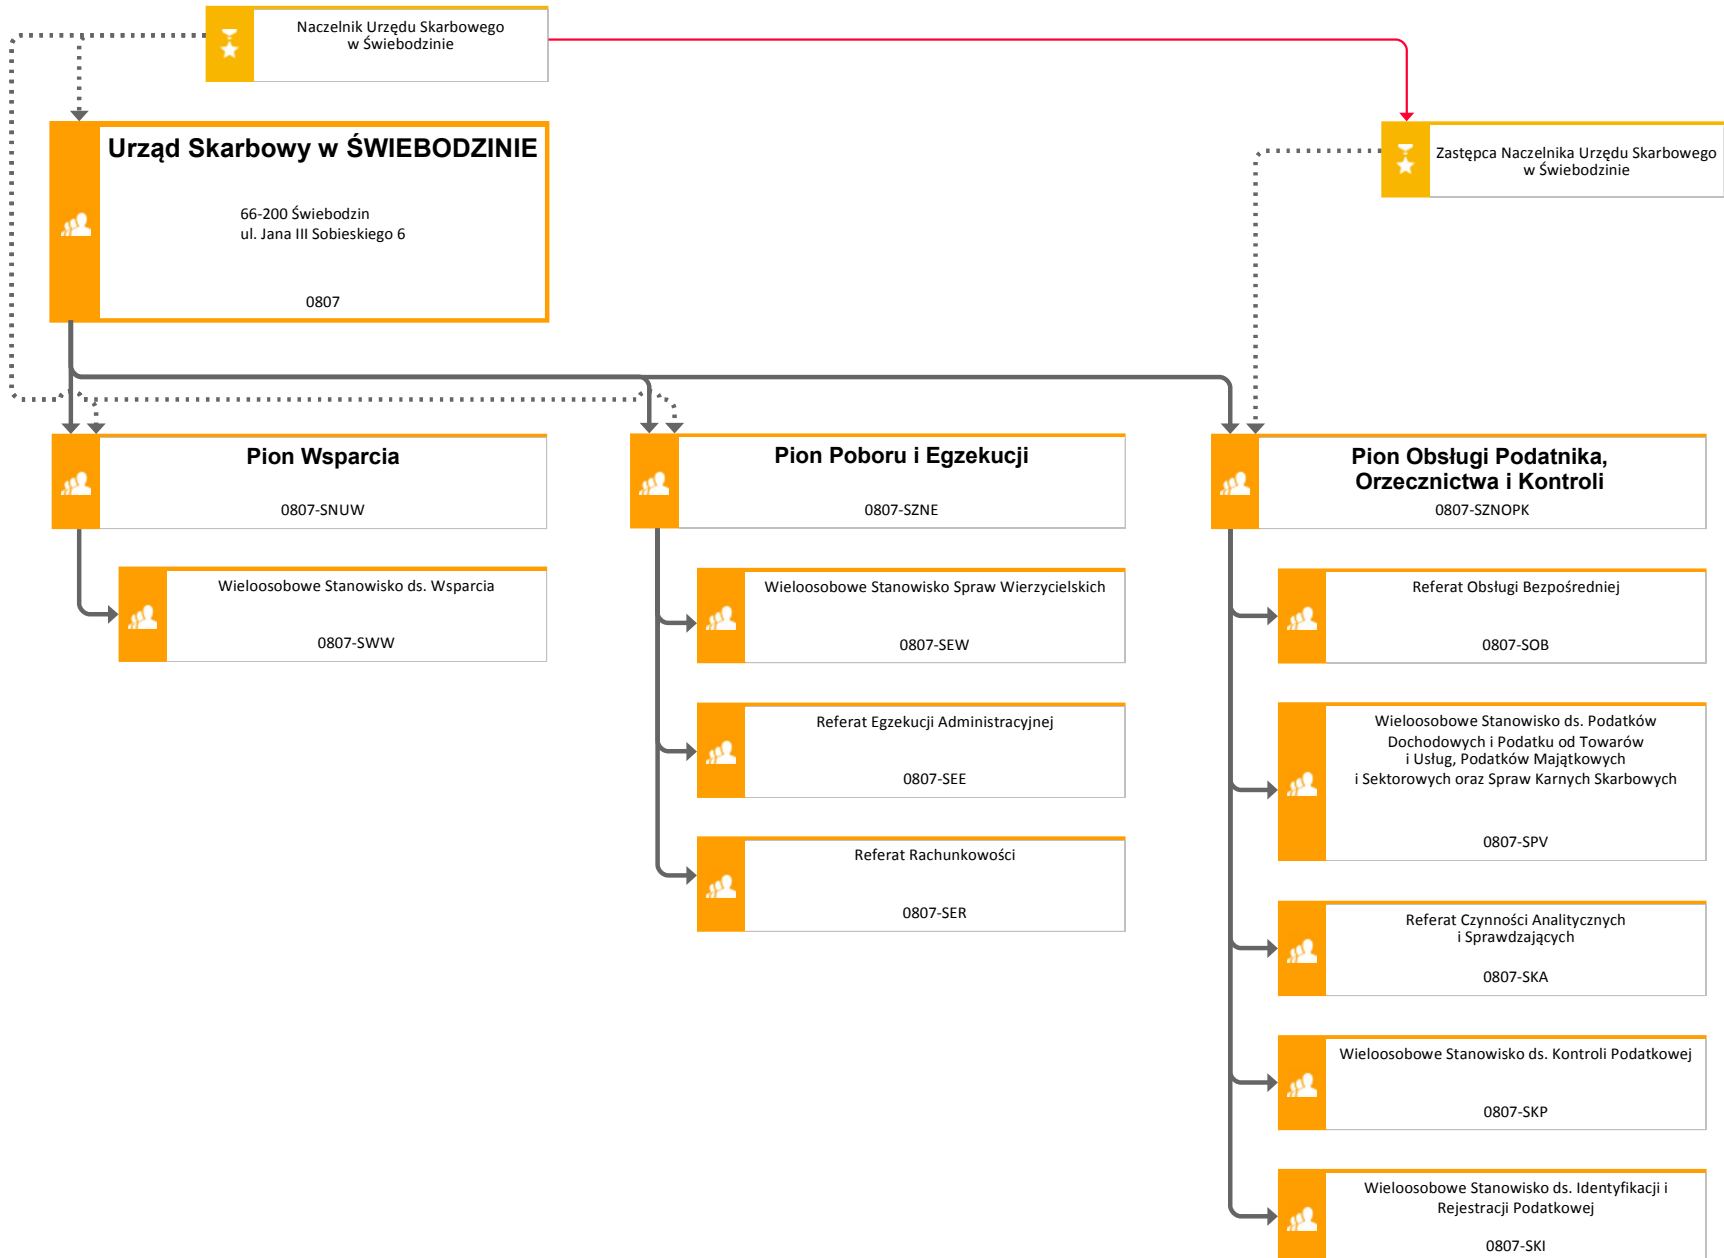 Naczelnik Urzędu Skarbowego
w Świebodzinie
Urząd Skarbowy w ŚWIEBODZINIE
66-200 Świebodzin
ul. Jana III Sobieskiego 6
0807
Zastępca Naczelnika Urzędu Skarbowego
w Świebodzinie
Pion Wsparcia
0807-SNUW
Wieloosobowe Stanowisko ds. Wsparcia
0807-SWW
Pion Poboru i Egzekucji
0807-SZNE
Wieloosobowe Stanowisko Spraw Wierzycielskich
0807-SEW
Referat Egzekucji Administracyjnej
0807-SEE
Referat Rachunkowości
0807-SER
Pion Obsługi Podatnika,
Orzecznictwa i Kontroli
0807-SZNOPK
Referat Obsługi Bezpośredniej
0807-SOB
Wieloosobowe Stanowisko ds. Podatków
Dochodowych i Podatku od Towarów
i Usług, Podatków Majątkowych
i Sektorowych oraz Spraw Karnych Skarbowych
0807-SPV
Referat Czynności Analitycznych
i Sprawdzających
0807-SKA
Wieloosobowe Stanowisko ds. Kontroli Podatkowej
0807-SKP
Wieloosobowe Stanowisko ds. Identyfikacji i
Rejestracji Podatkowej
0807-SKI